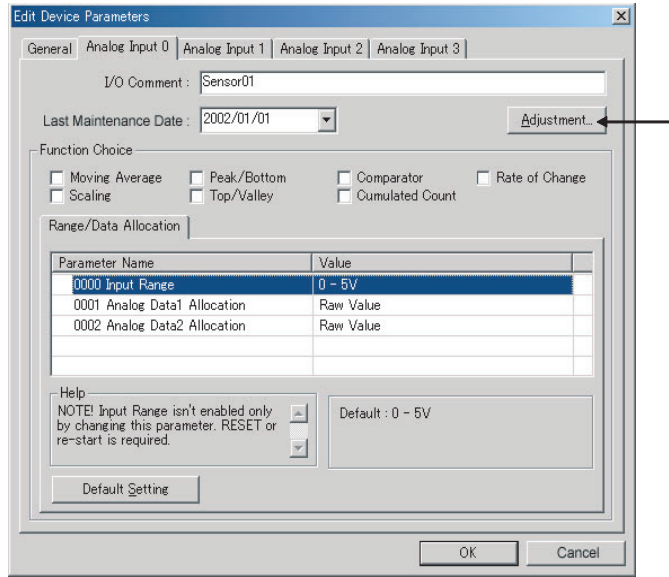 Edit Device Parameters
General Analog Input 0 Analog Input 1 Analog Input 2 Analog Input 3
I/O Comment : Sensor01
Last Maintenance Date : 2002/01/01 Adjustment...
Function Choice
Moving Average Peak/Bottom Comparator Rate of Change
Scaling Top/Valley Cumulated Count
Range/Data Allocation
Parameter Name Value
0000 Input Range 0 - 5V
0001 Analog Data1 Allocation Raw Value
0002 Analog Data2 Allocation Raw Value
Help
NOTE! Input Range isn't enabled only
by changing this parameter. RESET or
re-start is required.
Default : 0 - 5V
Default Setting
OK Cancel